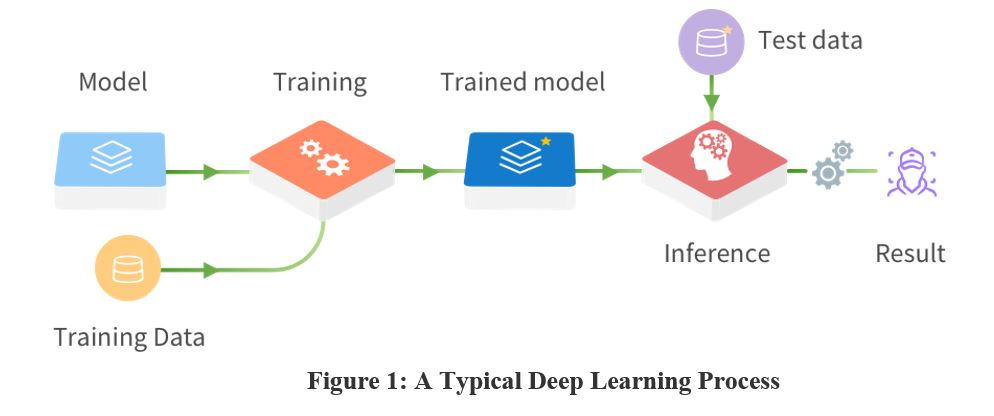 Test data
Model
Training
Trained model
Inference
Result
Training Data
Figure 1: A Typical Deep Learning Process